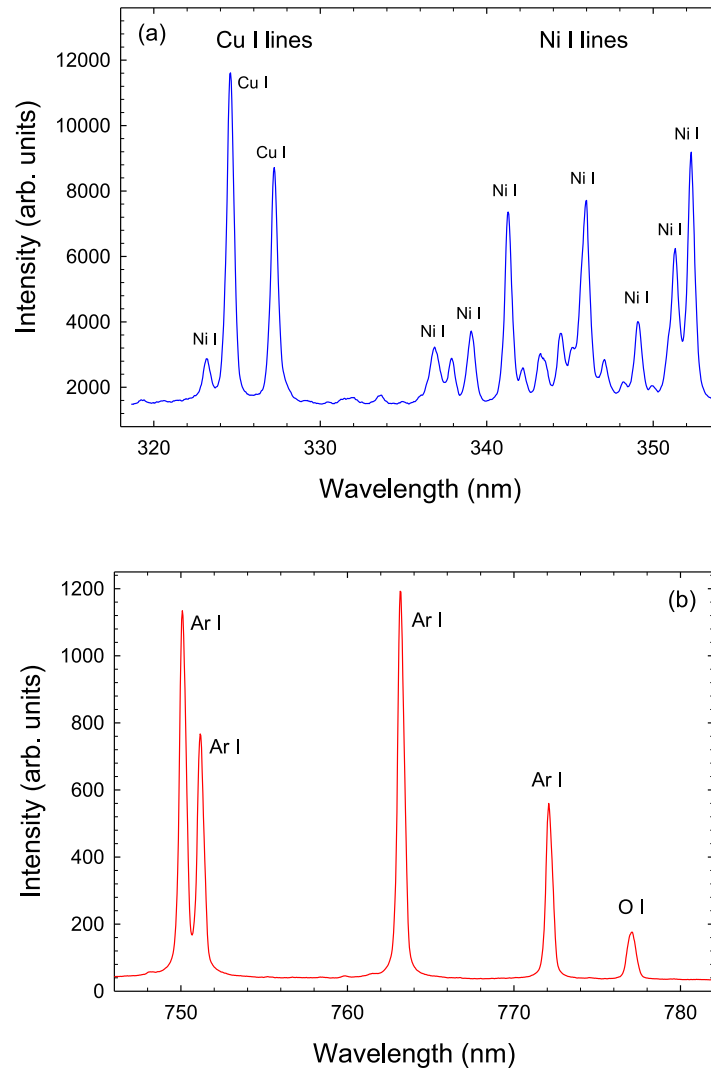 (a)
Cu I lines
Ni I lines
12000
10000
8000
6000
4000
2000
Intensity (arb. units)
Cu I
Cu I
Ni I
Ni I
Ni I
Ni I
Ni I
Ni I
Ni I
Ni I
320
330
340
350
Wavelength (nm)
(b)
1200
1000
800
600
400
200
0
Intensity (arb. units)
Ar I
Ar I
Ar I
Ar I
O I
750
760
770
780
Wavelength (nm)